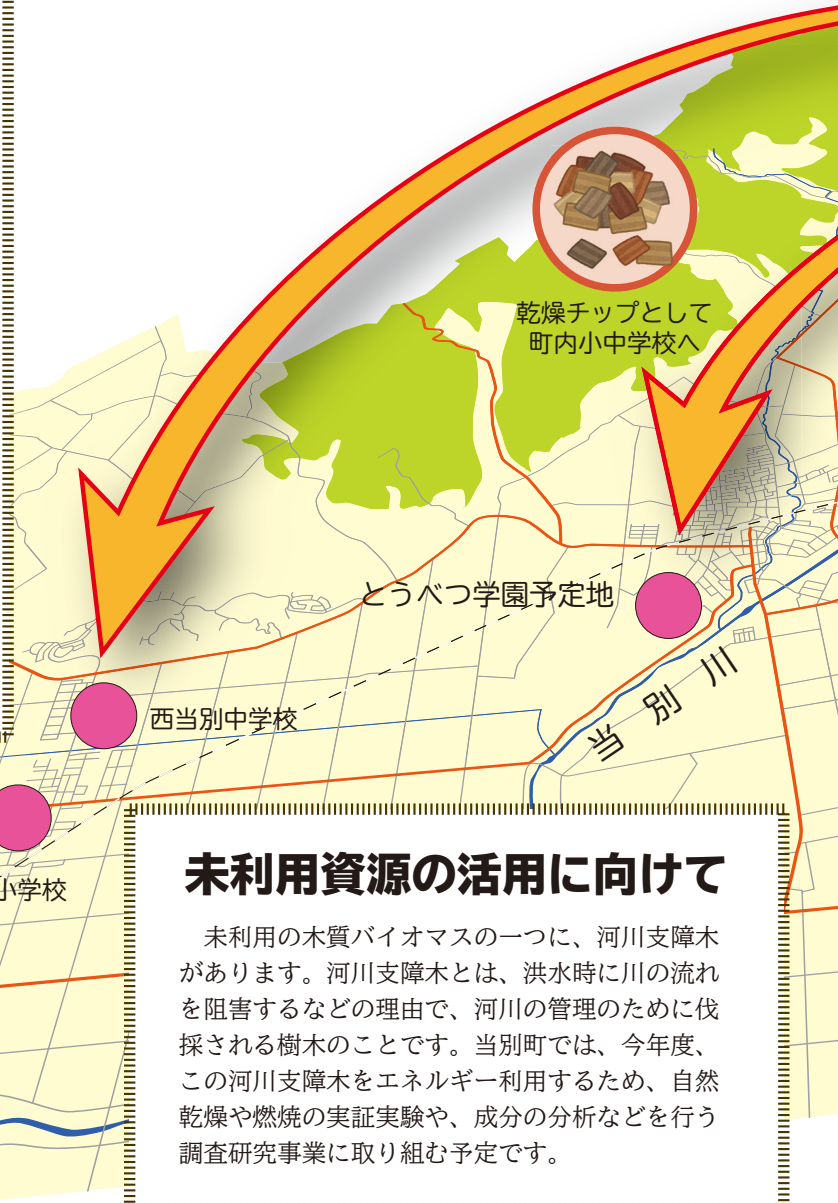 乾燥チップとして
町内小中学校へ
とうべつ学園予定地
当別川
西当別中学校
小学校
未利用資源の活用に向けて
　未利用の木質バイオマスの一つに、河川支障木
があります。河川支障木とは、洪水時に川の流れ
を阻害するなどの理由で、河川の管理のために伐
採される樹木のことです。当別町では、今年度、
この河川支障木をエネルギー利用するため、自然
乾燥や燃焼の実証実験や、成分の分析などを行う
調査研究事業に取り組む予定です。